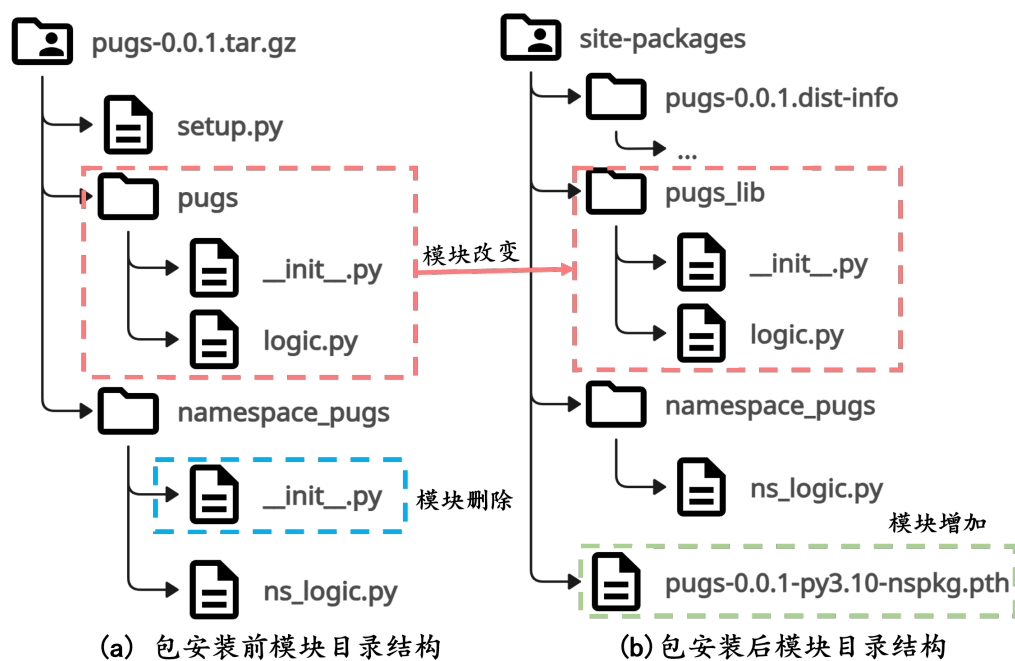 pugs-0.0.1.tar.gz
setup.py
pugs
__init__.py
logic.py
namespace_pugs
__init__.py
模块删除
ns_logic.py
(a) 包安装前模块目录结构
模块改变
site-packages
pugs-0.0.1.dist-info
...
pugs_lib
__init__.py
logic.py
namespace_pugs
ns_logic.py
模块增加
pugs-0.0.1-py3.10-nspkg.pth
(b)包安装后模块目录结构